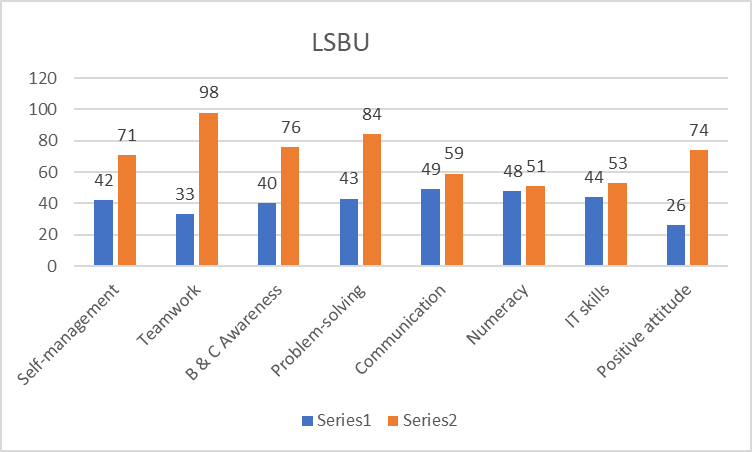 LSBU
120
100
80
60
40
20
0
42 71 33 98 40 76 43 84 49 59 48 51 44 53 26 74
Self-management
Teamwork
B & C Awareness
Problem-solving
Communication
Numeracy
IT skills
Positive attitude
Series1 Series2